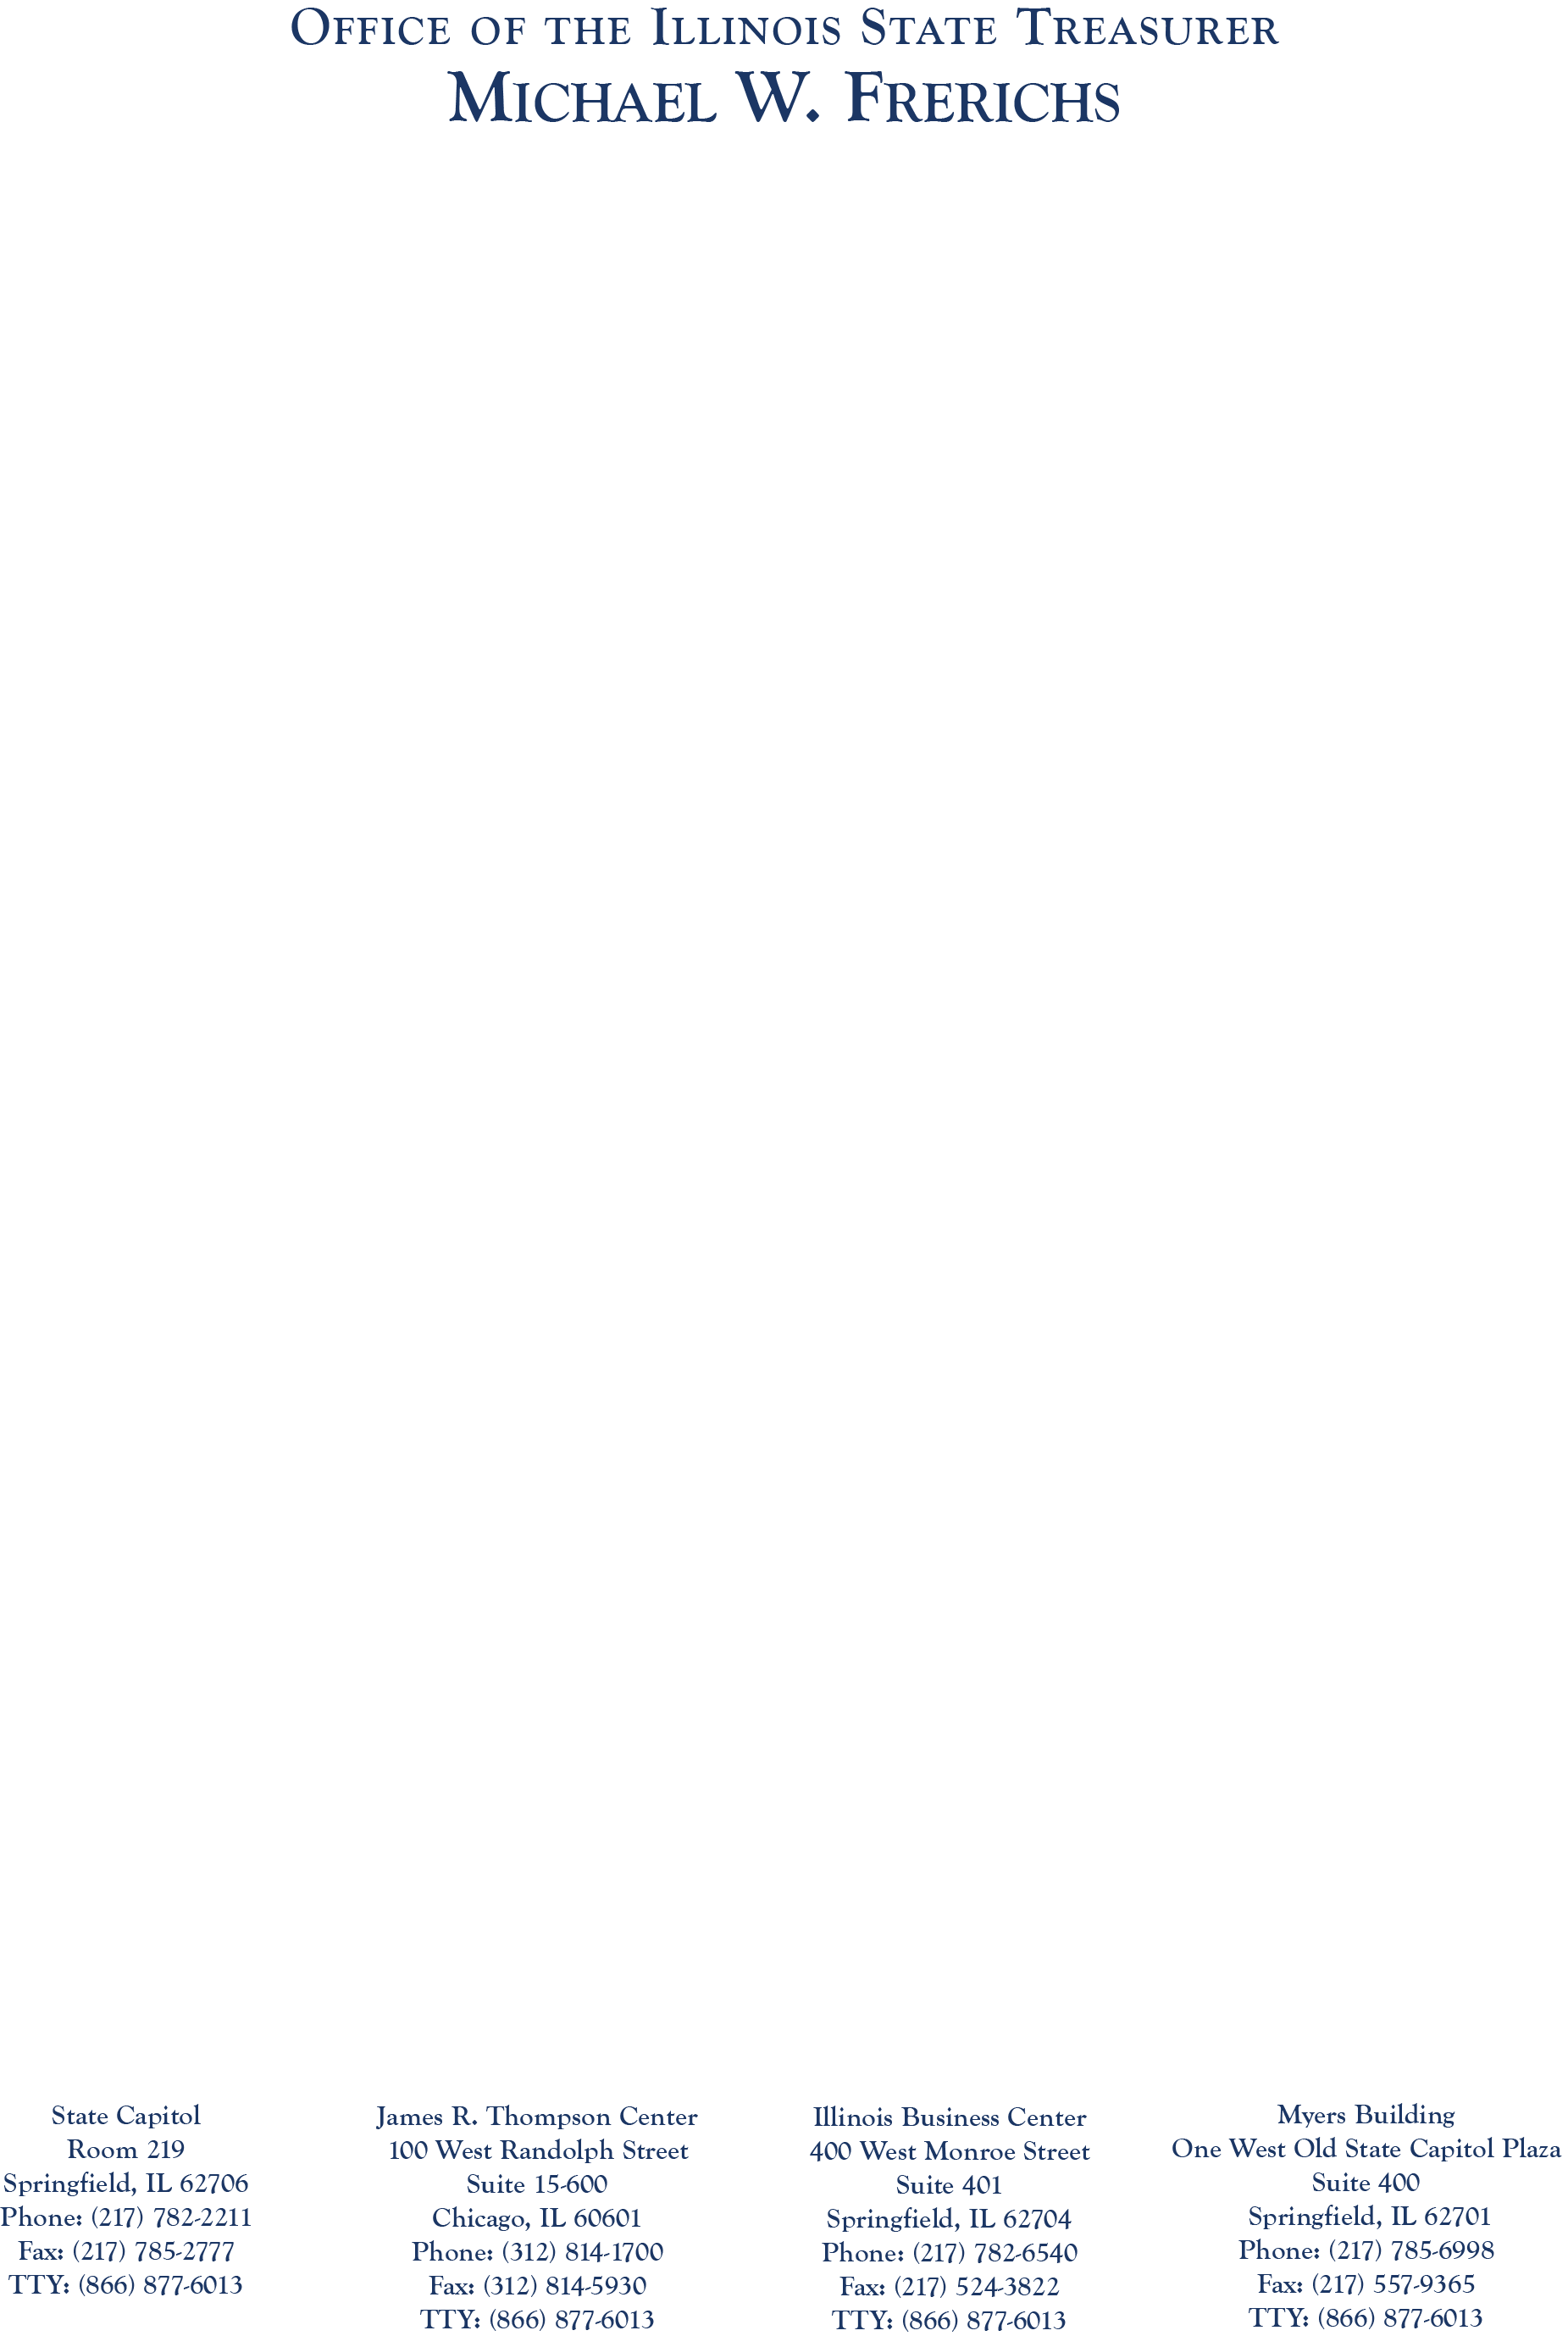 Office of the Illinois State Treasurer
Michael W. Frerichs
State Capitol
Room 219
Springfield, IL 62706
Phone: (217) 782-2211
Fax: (217) 785-2777
TTY: (866) 877-6013
James R. Thompson Center
100 West Randolph Street
Suite 15-600
Chicago, IL 60601
Phone: (312) 814-1700
Fax: (312) 814-5930
TTY: (866) 877-6013
Illinois Business Center
400 West Monroe Street
Suite 401
Springfield, IL 62704
Phone: (217) 782-6540
Fax: (217) 524-3822
TTY: (866) 877-6013
Myers Building
One West Old State Capitol Plaza
Suite 400
Springfield, IL 62701
Phone: (217) 785-6998
Fax: (217) 557-9365
TTY: (866) 877-6013